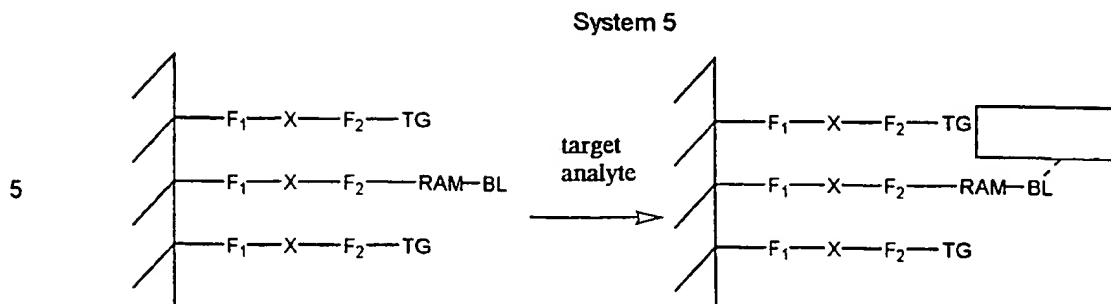 System 5
F₁—X—F₂—TG
5
F₁—X—F₂—RAM—BL
F₁—X—F₂—TG
target
analyte
F₁—X—F₂—TG
F₁—X—F₂—RAM—BL
F₁—X—F₂—TG